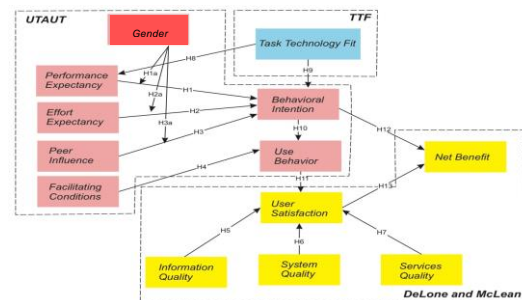 UTAUT
Gender
TTF
Task Technology Fit
H8
Performance
Expectancy
H1a
H9
H1
H2a
Behavioral
Intention
Effort
Expectancy
H2
H3a
H12
H10
Peer
Influence
H3
Use
Behavior
Net Benefit
H4
Facilitating
Conditions
H11
H13
User
Satisfaction
H5
H6
H7
Information
Quality
System
Quality
Services
Quality
DeLone and McLean